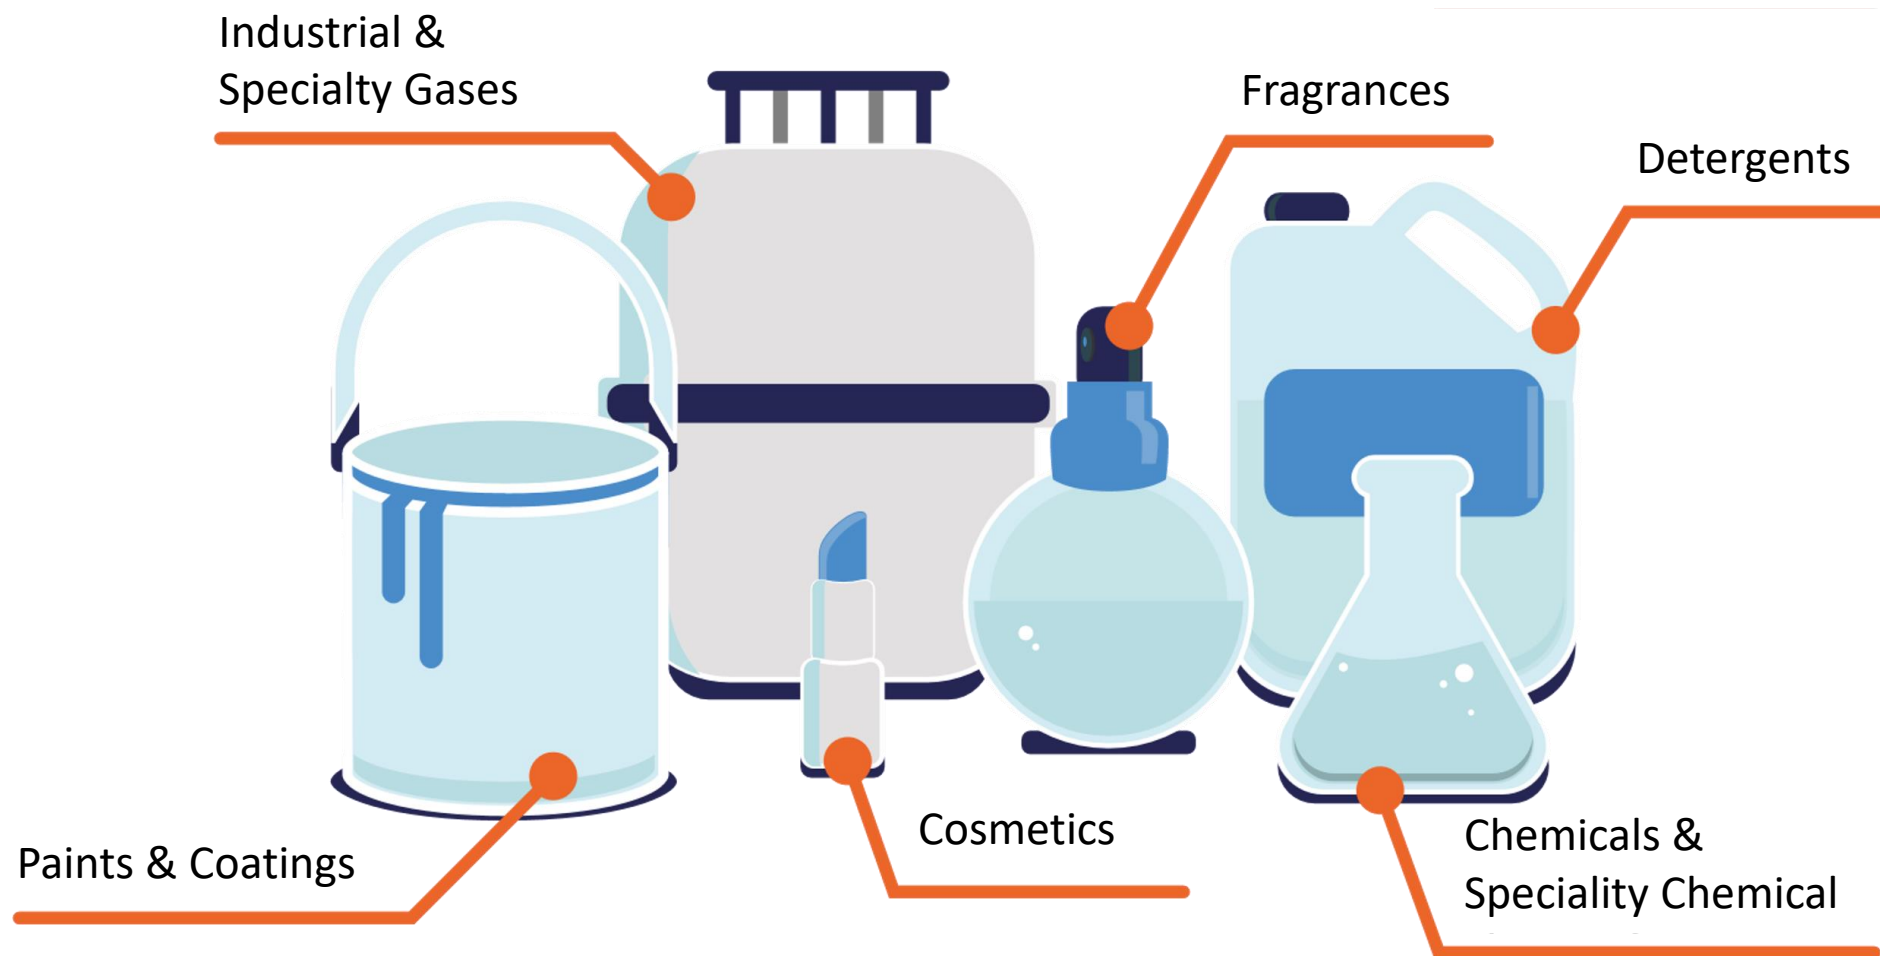 Industrial &
Specialty Gases
Fragrances
Detergents
Paints & Coatings
Cosmetics
Chemicals &
Speciality Chemical